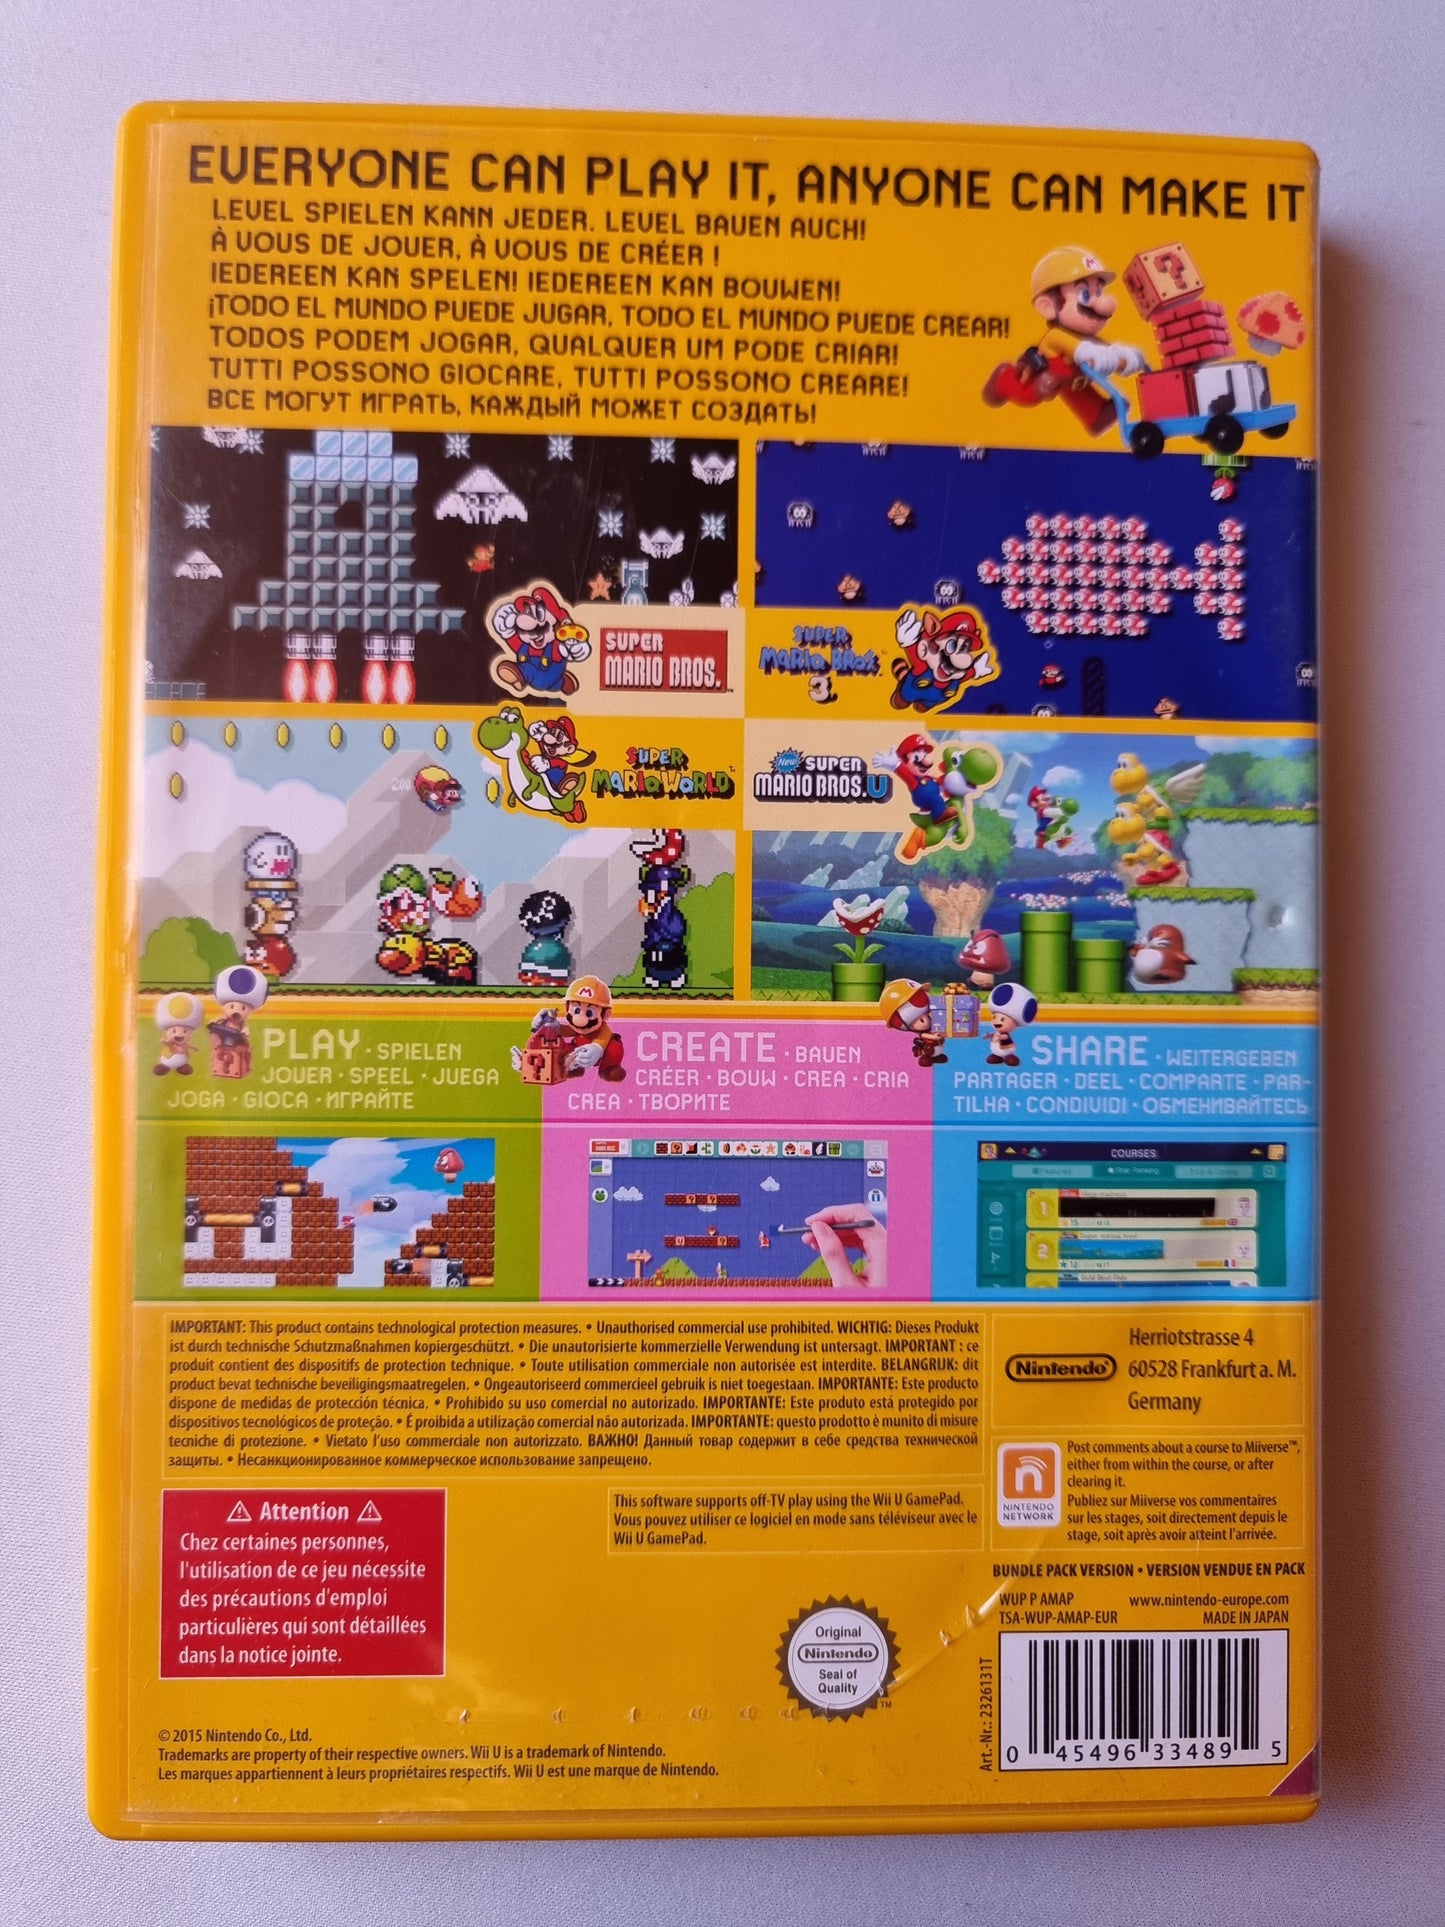 EVERYONE CAN PLAY IT, ANYONE CAN MAKE IT
LEVEL SPIELEN KANN JEDER. LEVEL BAUEN AUCH!
À VOUS DE JOUER, À VOUS DE CRÉER !
IEDEREEN KAN SPELEN! IEDEREEN KAN BOUWEN!
¡TODO EL MUNDO PUEDE JUGAR, TODO EL MUNDO PUEDE CREAR!
TODOS PODEM JOGAR, QUALQUER UM PODE CRIAR!
TUTTI POSSONO GIOCARE, TUTTI POSSONO CREARE!
ВСЕ МОГУТ ИГРАТЬ, КАЖДЫЙ МОЖЕТ СОЗДАТЬ!
SUPER
MARIO BROS.™
SUPER
MARIO BROS.™
3
SUPER
MARIO WORLD™
New SUPER
MARIO BROS.U
200
PLAY · SPIELEN
JOUER · SPEEL · JUEGA
JOGA · GIOCA · ИГРАЙТЕ
CREATE · BAUEN
CRÉER · BOUW · CREA · CRIA
CREA · ТВОРИТЕ
SHARE · WEITERGEBEN
PARTAGER · DEEL · COMPARTE · PAR-
TILHA · CONDIVIDI · ОБМЕНИВАЙТЕСЬ
COURSES
Featured
Star Ranking
1
2
IMPORTANT: This product contains technological protection measures. • Unauthorised commercial use prohibited. WICHTIG: Dieses Produkt
ist durch technische Schutzmaßnahmen kopiergeschützt. • Die unautorisierte kommerzielle Verwendung ist untersagt. IMPORTANT : ce
produit contient des dispositifs de protection technique. • Toute utilisation commerciale non autorisée est interdite. BELANGRIJK: dit
product bevat technische beveiligingsmaatregelen. • Ongeautoriseerd commercieel gebruik is niet toegestaan. IMPORTANTE: Este producto
dispone de medidas de protección técnica. • Prohibido su uso comercial no autorizado. IMPORTANTE: Este produto está protegido por
dispositivos tecnológicos de proteção. • É proibida a utilização comercial não autorizada. IMPORTANTE: questo prodotto è munito di misure
tecniche di protezione. • Vietato l'uso commerciale non autorizzato. ВАЖНО! Данный товар содержит в себе средства технической
защиты. • Несанкционированное коммерческое использование запрещено.
Nintendo®
Herriotstrasse 4
60528 Frankfurt a. M.
Germany
NINTENDO
NETWORK
Post comments about a course to Miiverse™,
either from within the course, or after
clearing it.
Publiez sur Miiverse vos commentaires
sur les stages, soit directement depuis le
stage, soit après avoir atteint l'arrivée.
⚠ Attention ⚠
Chez certaines personnes,
l'utilisation de ce jeu nécessite
des précautions d'emploi
particulières qui sont détaillées
dans la notice jointe.
This software supports off-TV play using the Wii U GamePad.
Vous pouvez utiliser ce logiciel en mode sans téléviseur avec le
Wii U GamePad.
BUNDLE PACK VERSION • VERSION VENDUE EN PACK
WUP P AMAP www.nintendo-europe.com
TSA-WUP-AMAP-EUR MADE IN JAPAN
Original
Nintendo
Seal of
Quality
™
Art.-Nr.: 2326131T
0 45496 33489 5
© 2015 Nintendo Co., Ltd.
Trademarks are property of their respective owners. Wii U is a trademark of Nintendo.
Les marques appartiennent à leurs propriétaires respectifs. Wii U est une marque de Nintendo.